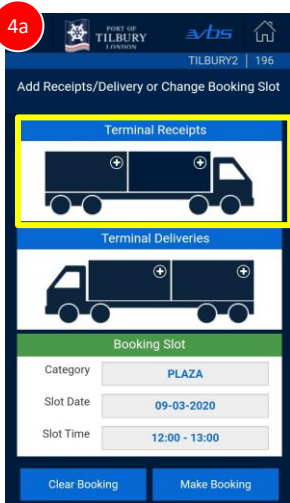 4a
PORT OF
TILBURY
LONDON
vbs
TILBURY2 | 196
Add Receipts/Delivery or Change Booking Slot
Terminal Receipts
Terminal Deliveries
Booking Slot
Category PLAZA
Slot Date 09-03-2020
Slot Time 12:00 - 13:00
Clear Booking Make Booking